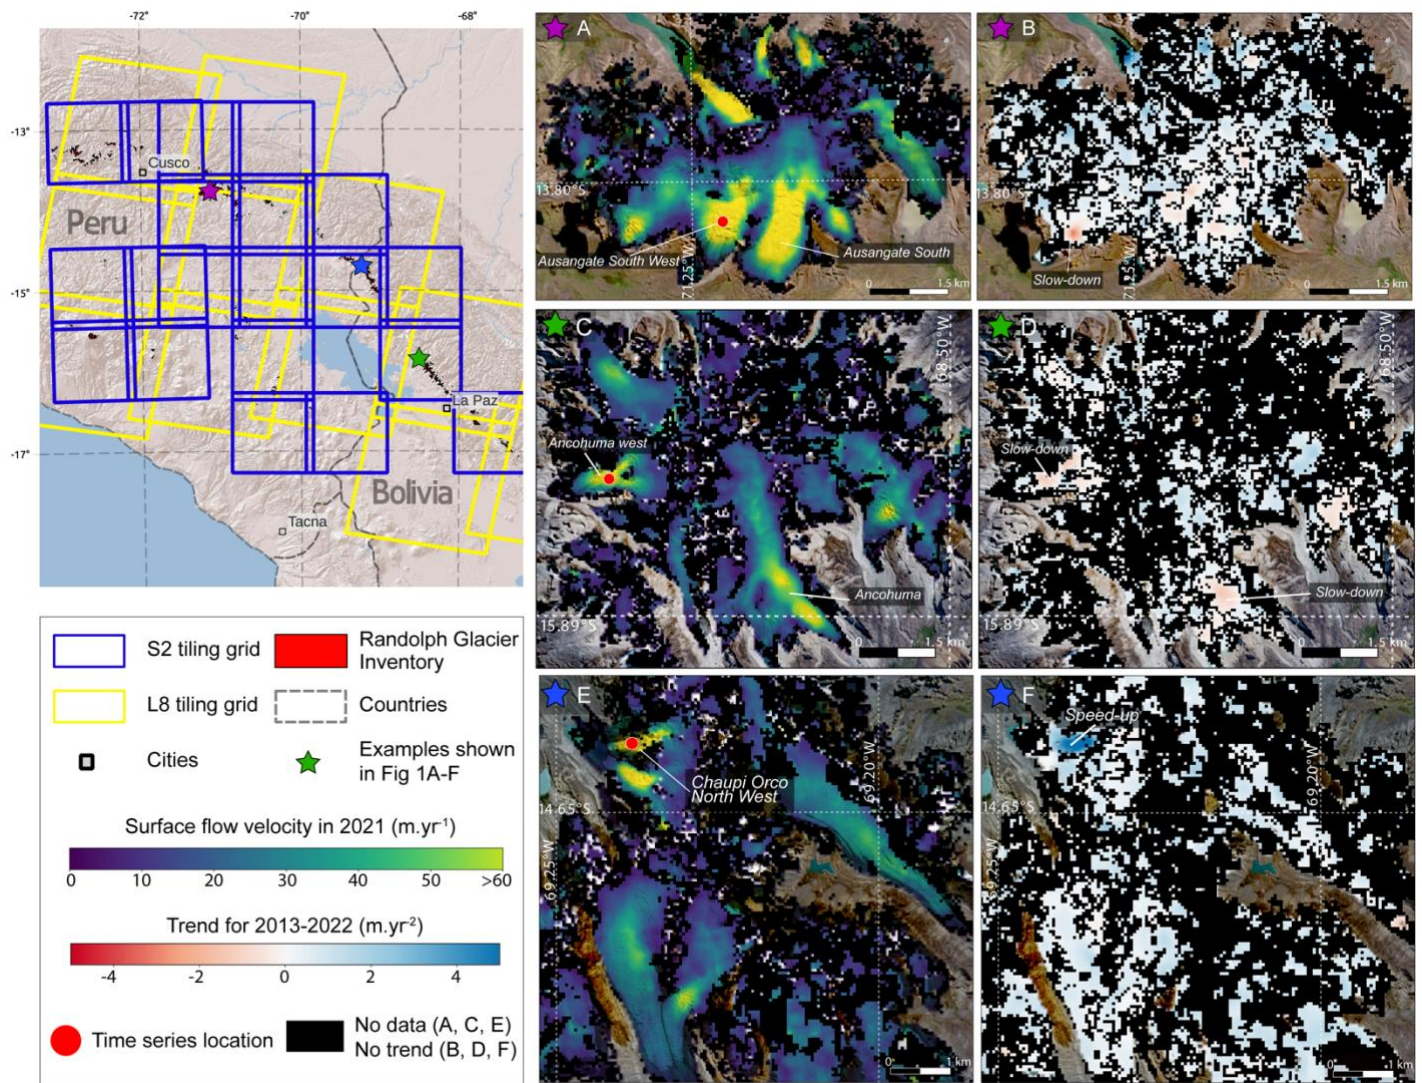 -72°
-70°
-68°
-13°
-15°
-17°
Cusco
Peru
La Paz
Bolivia
Tacna
S2 tiling grid
Randolph Glacier
Inventory
L8 tiling grid
Countries
Cities
Examples shown
in Fig 1A-F
Surface flow velocity in 2021 (m.yr⁻¹)
0 10 20 30 40 50 >60
Trend for 2013-2022 (m.yr⁻²)
-4 -2 0 2 4
Time series location
No data (A, C, E)
No trend (B, D, F)
A
13.80°S
71.25°W
Ausangate South West
Ausangate South
0 1.5 km
B
13.80°S
71.25°W
Slow-down
0 1.5 km
C
68.50°W
Ancohuma west
Ancohuma
15.89°S
0 1.5 km
D
68.50°W
Slow-down
Slow-down
15.89°S
0 1.5 km
E
Chaupi Orco
North West
14.65°S
69.20°W
69.25°W
0 1 km
F
Speed-up
14.65°S
69.20°W
69.25°W
0 1 km